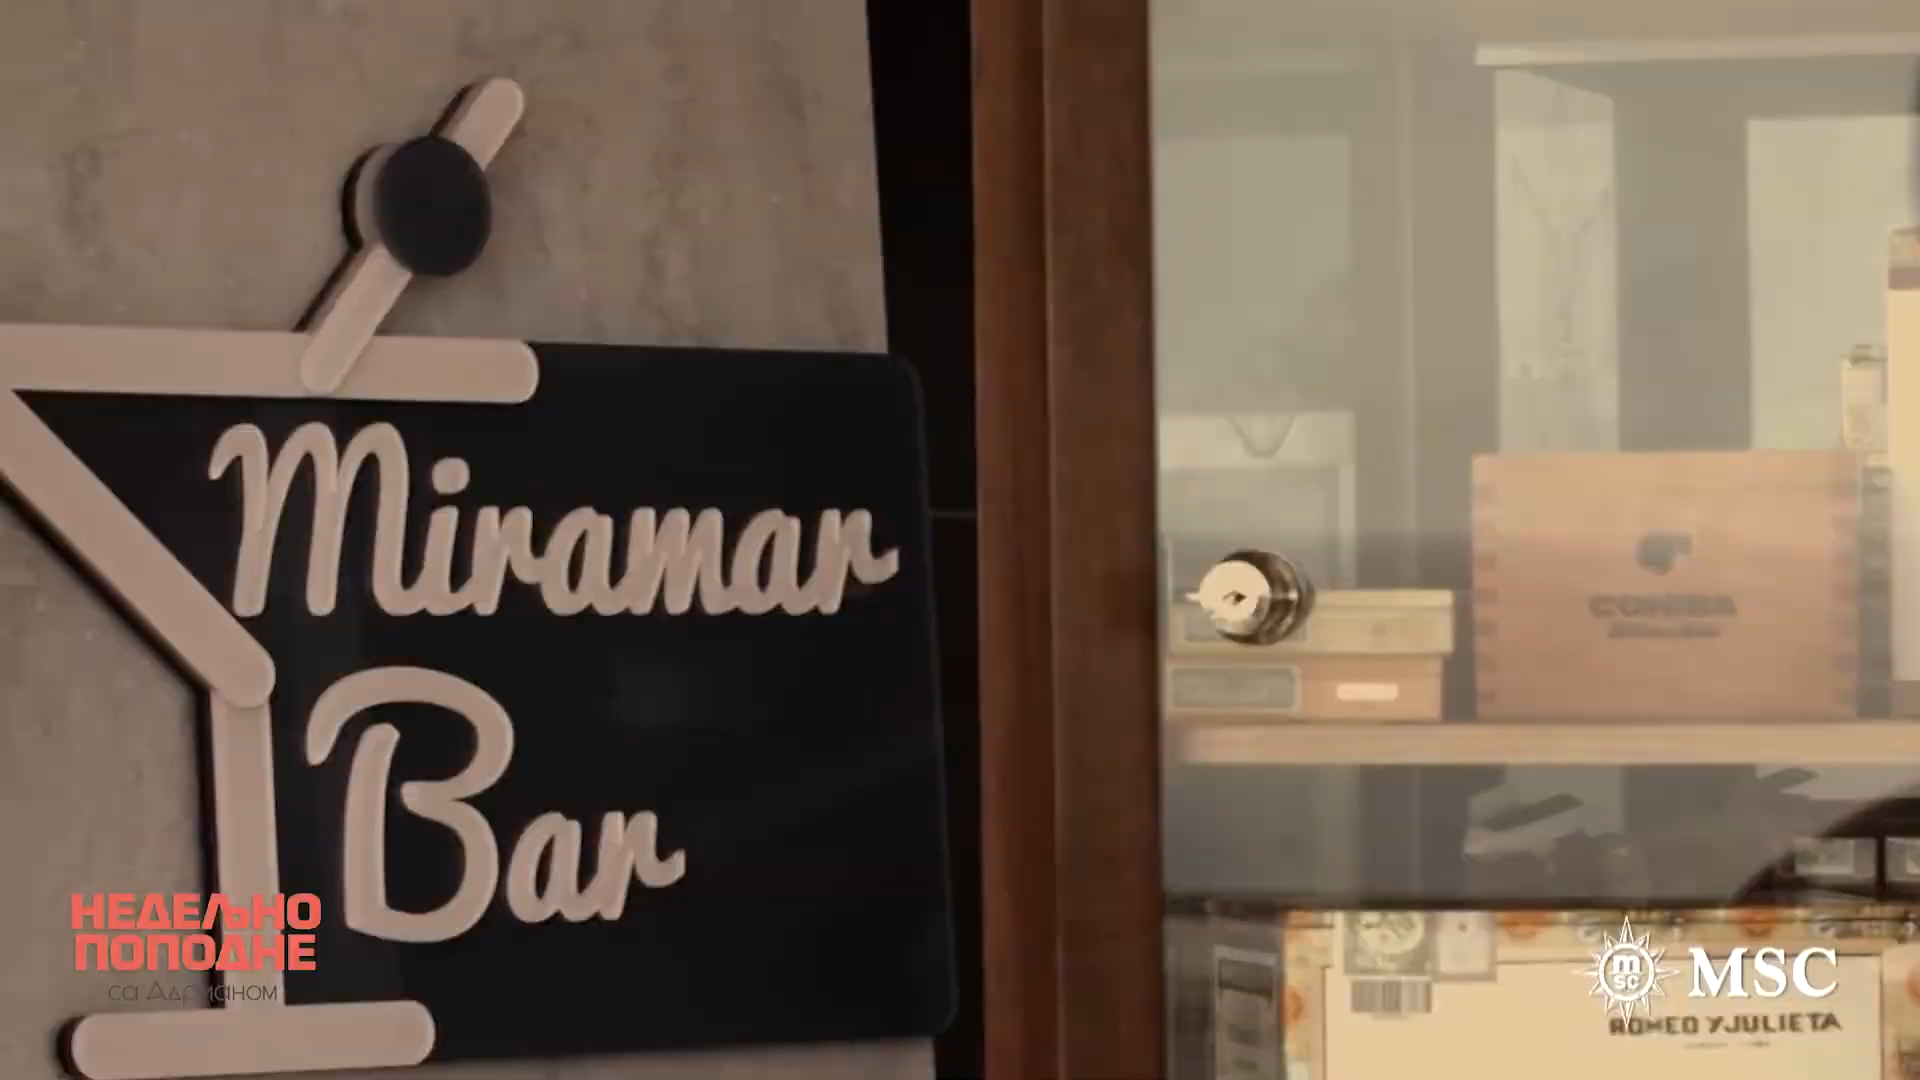 Miramar
Bar
COHIBA
НЕДЕЉНО
ПОПОДНЕ
са Адрианом
MSC
ROMEO Y JULIETA